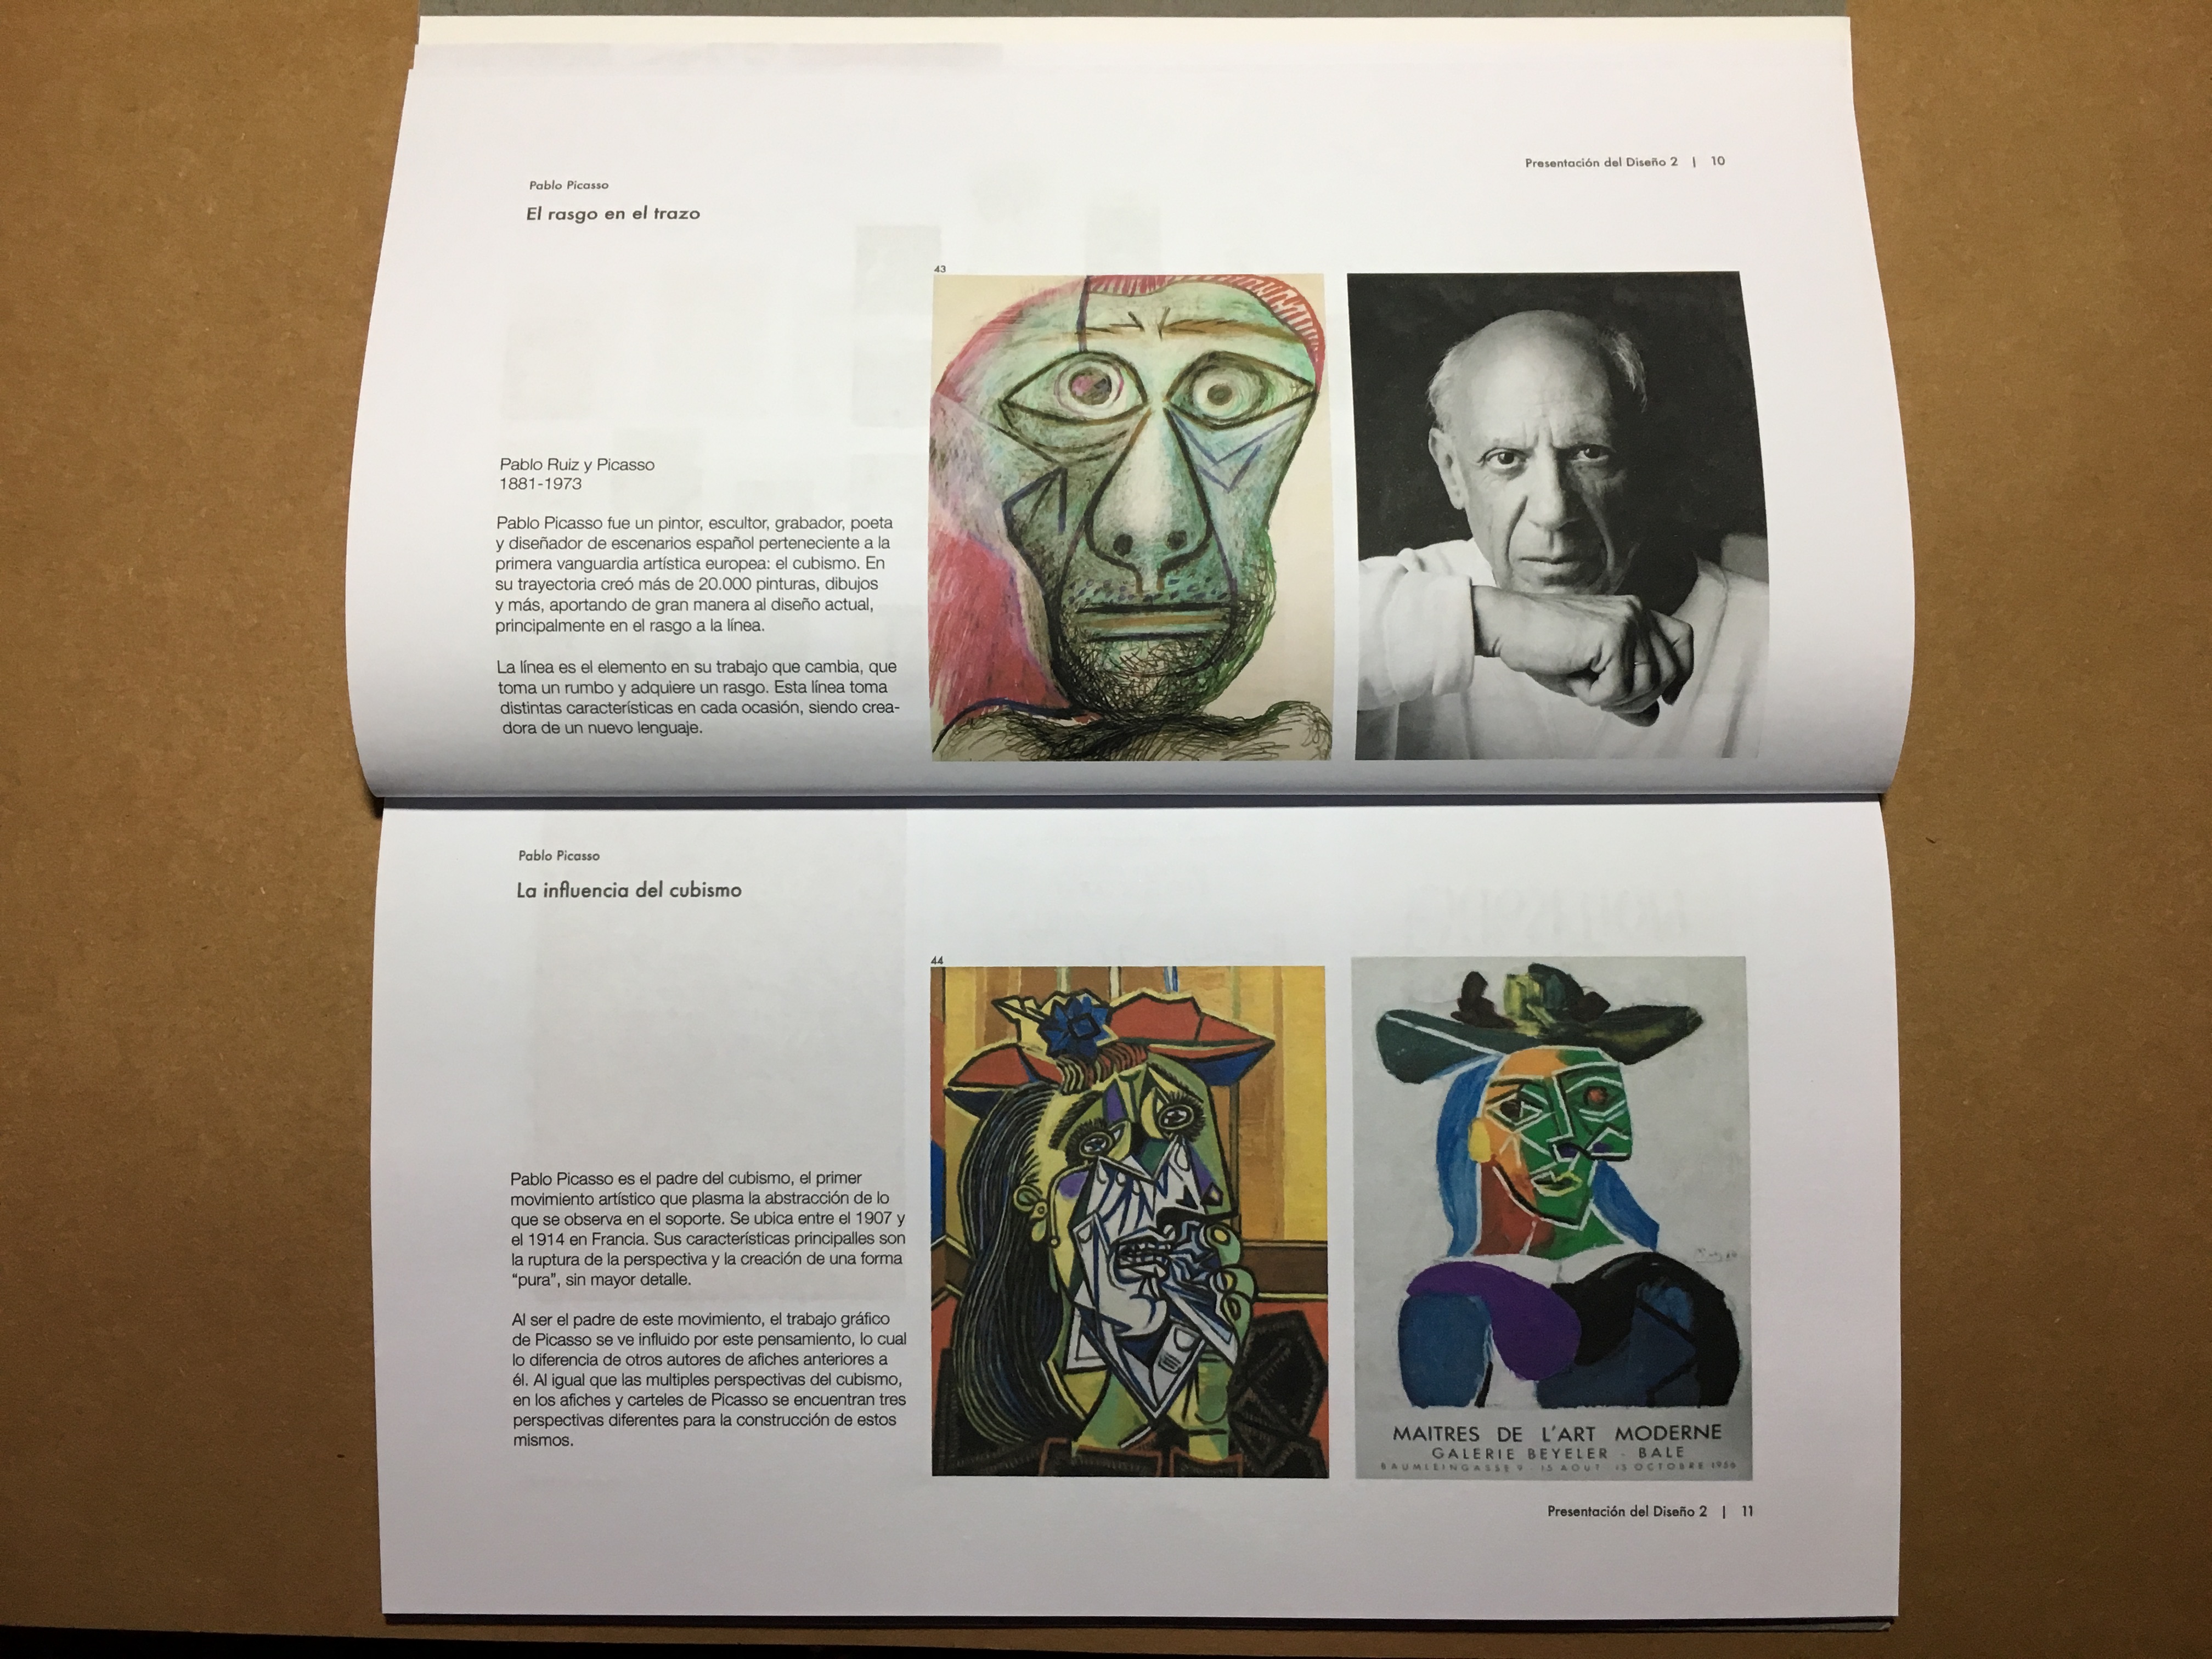 Presentación del Diseño 2 | 10
Pablo Picasso
El rasgo en el trazo
43
Pablo Ruiz y Picasso
1881-1973
Pablo Picasso fue un pintor, escultor, grabador, poeta
y diseñador de escenarios español perteneciente a la
primera vanguardia artística europea: el cubismo. En
su trayectoria creó más de 20.000 pinturas, dibujos
y más, aportando de gran manera al diseño actual,
principalmente en el rasgo a la línea.
La línea es el elemento en su trabajo que cambia, que
toma un rumbo y adquiere un rasgo. Esta línea toma
distintas características en cada ocasión, siendo crea-
dora de un nuevo lenguaje.
Pablo Picasso
La influencia del cubismo
44
Pablo Picasso es el padre del cubismo, el primer
movimiento artístico que plasma la abstracción de lo
que se observa en el soporte. Se ubica entre el 1907 y
el 1914 en Francia. Sus características principalles son
la ruptura de la perspectiva y la creación de una forma
“pura”, sin mayor detalle.
Al ser el padre de este movimiento, el trabajo gráfico
de Picasso se ve influido por este pensamiento, lo cual
lo diferencia de otros autores de afiches anteriores a
él. Al igual que las multiples perspectivas del cubismo,
en los afiches y carteles de Picasso se encuentran tres
perspectivas diferentes para la construcción de estos
mismos.
MAITRES DE L'ART MODERNE
GALERIE BEYELER - BALE
BAUMLEINGASSE 9 - 15 AOUT - 15 OCTOBRE 1956
Presentación del Diseño 2 | 11